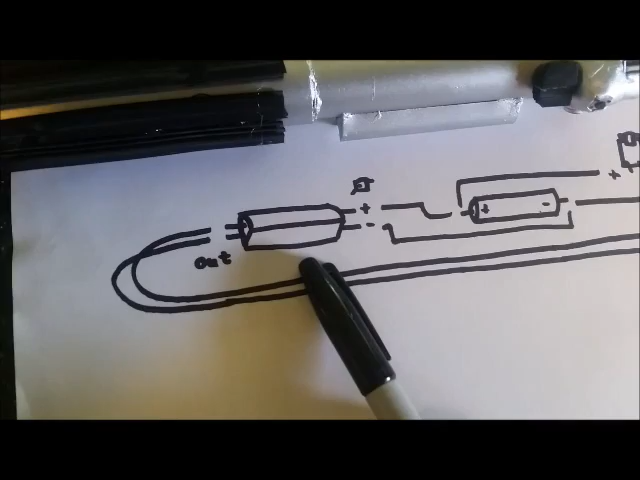 +
+
+ -
-
out